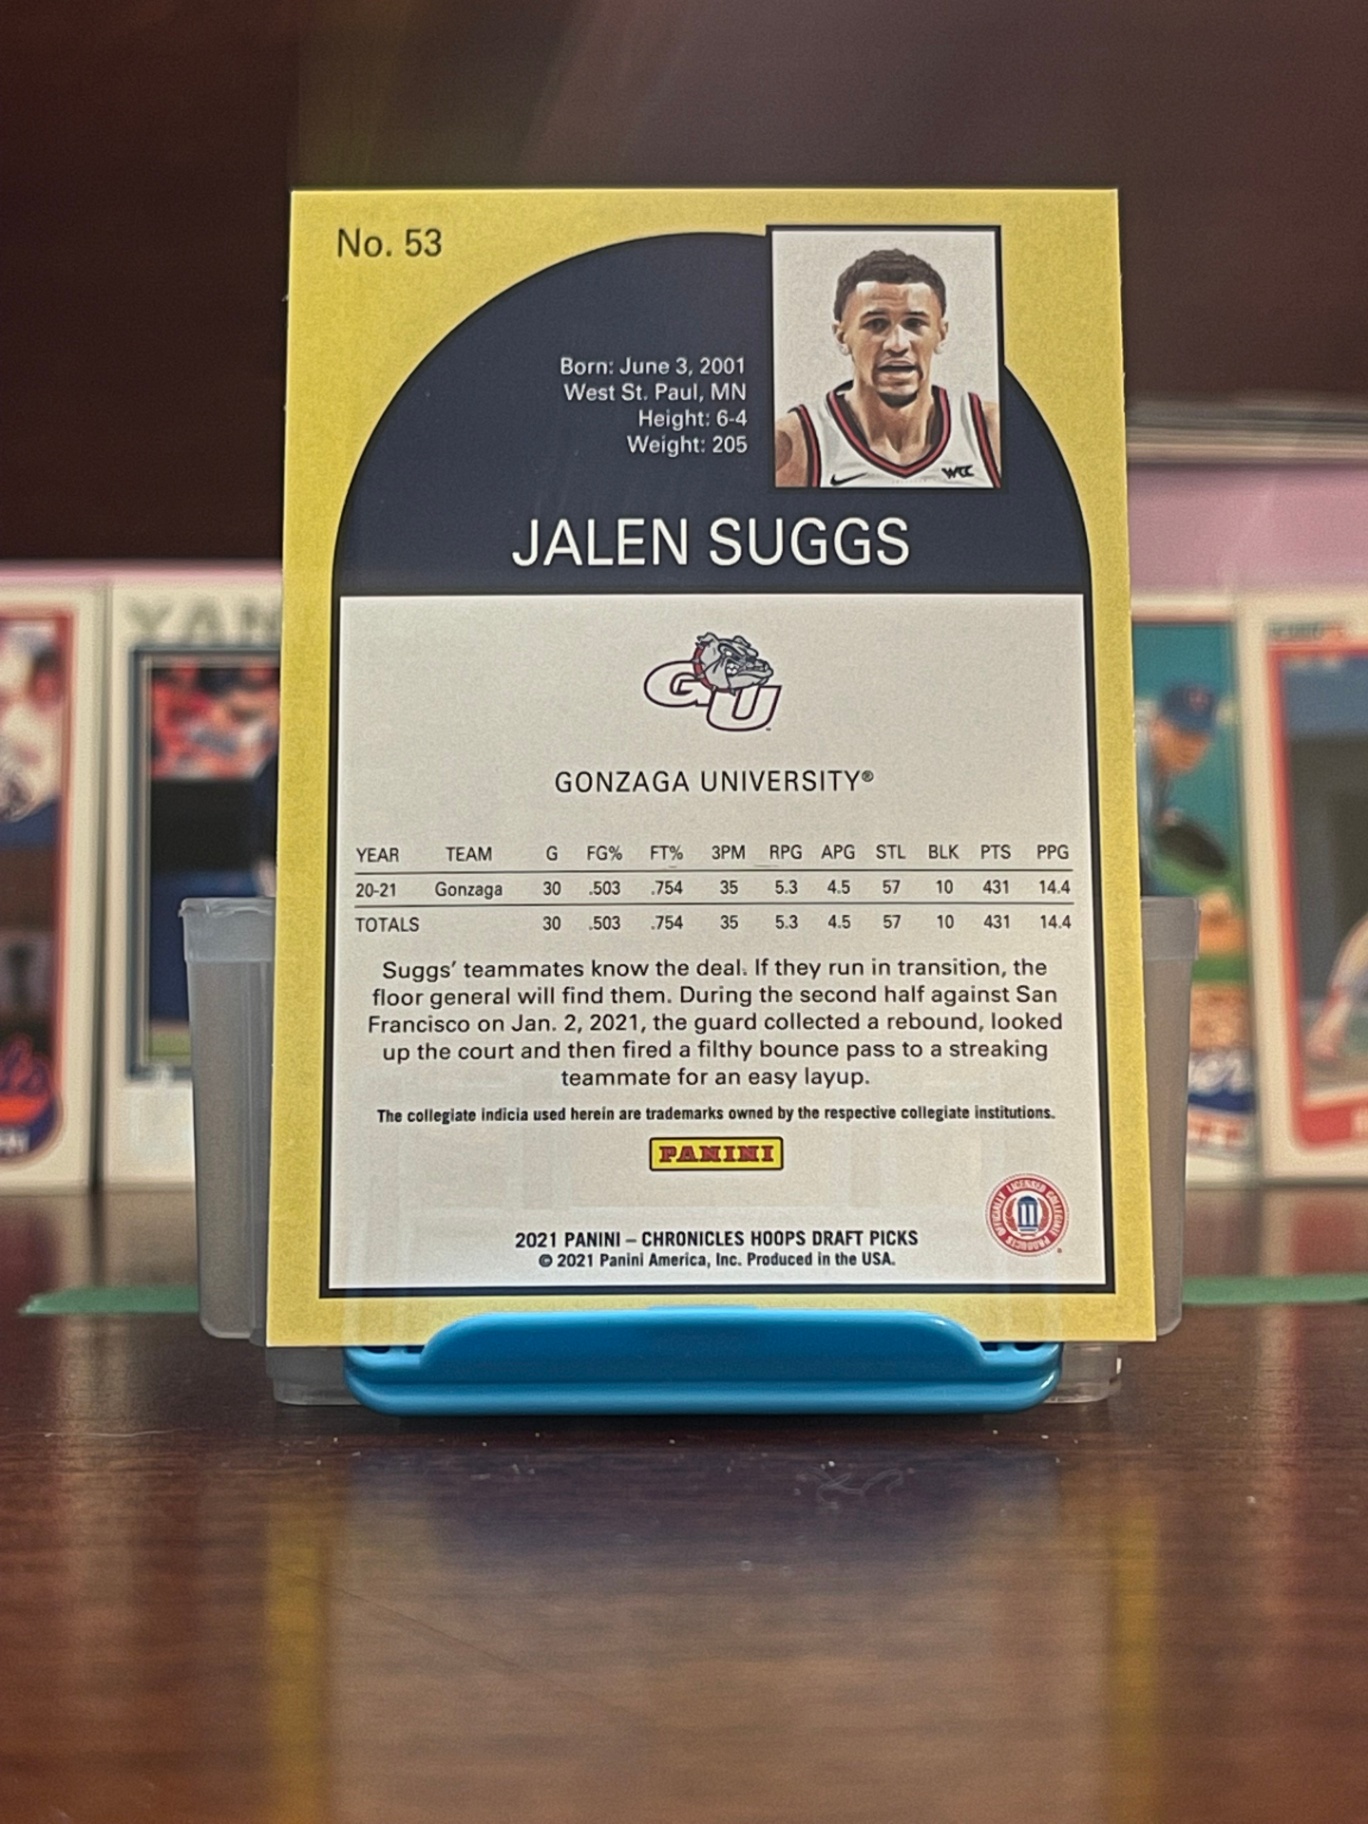 No. 53
Born: June 3, 2001
West St. Paul, MN
Height: 6-4
Weight: 205
WCC
JALEN SUGGS
GU
GONZAGA UNIVERSITY®
YEAR TEAM G FG% FT% 3PM RPG APG STL BLK PTS PPG
20-21 Gonzaga 30 .503 .754 35 5.3 4.5 57 10 431 14.4
TOTALS 30 .503 .754 35 5.3 4.5 57 10 431 14.4
Suggs' teammates know the deal. If they run in transition, the
floor general will find them. During the second half against San
Francisco on Jan. 2, 2021, the guard collected a rebound, looked
up the court and then fired a filthy bounce pass to a streaking
teammate for an easy layup.
The collegiate indicia used herein are trademarks owned by the respective collegiate institutions.
PANINI
OFFICIALLY LICENSED COLLEGIATE PRODUCTS
2021 PANINI – CHRONICLES HOOPS DRAFT PICKS
© 2021 Panini America, Inc. Produced in the USA.
YAN